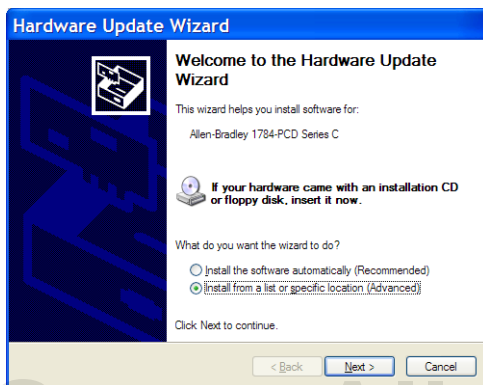 Hardware Update Wizard
Welcome to the Hardware Update
Wizard
This wizard helps you install software for:
Allen-Bradley 1784-PCD Series C
If your hardware came with an installation CD
or floppy disk, insert it now.
What do you want the wizard to do?
Install the software automatically (Recommended)
Install from a list or specific location (Advanced)
Click Next to continue.
< Back Next > Cancel